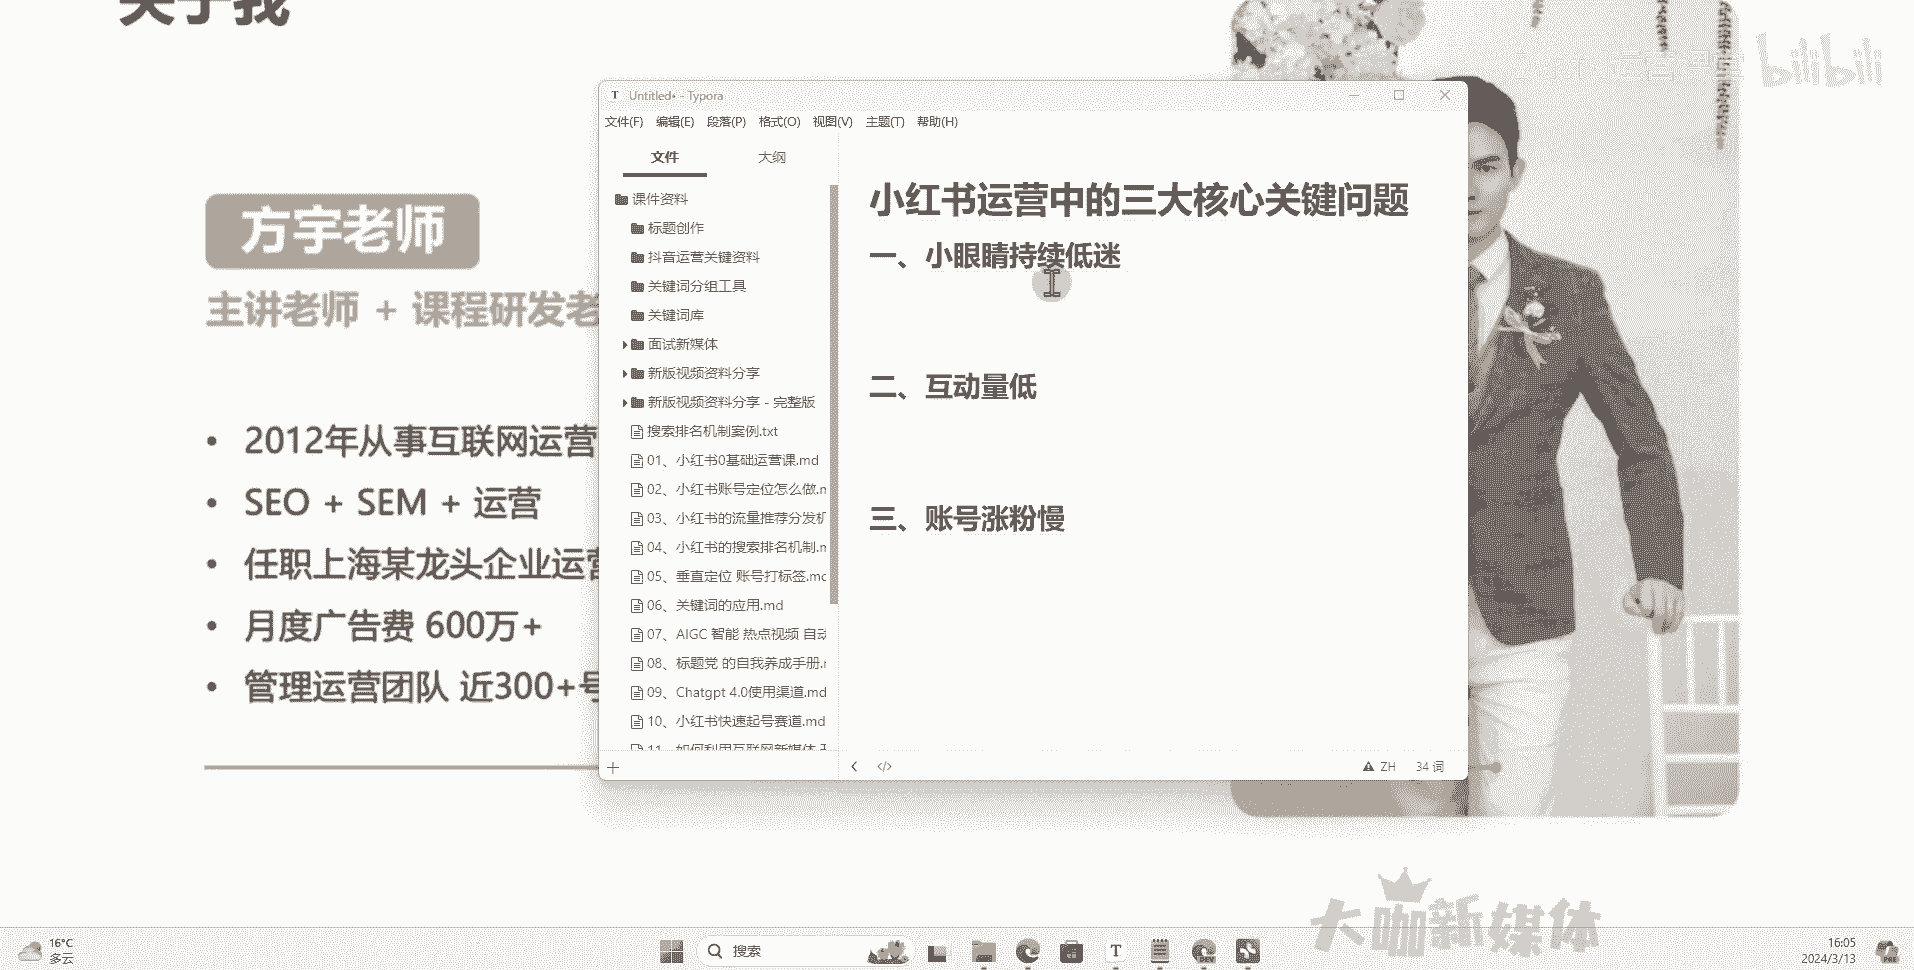 关于我
bilibili
方宇老师
主讲老师 + 课程研发老
2012年从事互联网运营
SEO + SEM + 运营
任职上海某龙头企业运营
月度广告费 600万+
管理运营团队 近300+号
Untitled• - Typora
文件(F) 编辑(E) 段落(P) 格式(O) 视图(V) 主题(T) 帮助(H)
文件 大纲
课件资料
标题创作
抖音运营关键资料
关键词分组工具
关键词库
面试新媒体
新版视频资料分享
新版视频资料分享 - 完整版
搜索排名机制案例.txt
01、小红书0基础运营课.md
02、小红书账号定位怎么做.m
03、小红书的流量推荐分发机
04、小红书的搜索排名机制.m
05、垂直定位 账号打标签.mc
06、关键词的应用.md
07、AIGC 智能 热点视频 自动
08、标题党 的自我养成手册.r
09、Chatgpt 4.0使用渠道.md
10、小红书快速起号赛道.md
11、如何利用互联网新媒体
小红书运营中的三大核心关键问题
一、小眼睛持续低迷
二、互动量低
三、账号涨粉慢
ZH 34 词
大咖新媒体
16°C
多云
搜索
16:05
2024/3/13